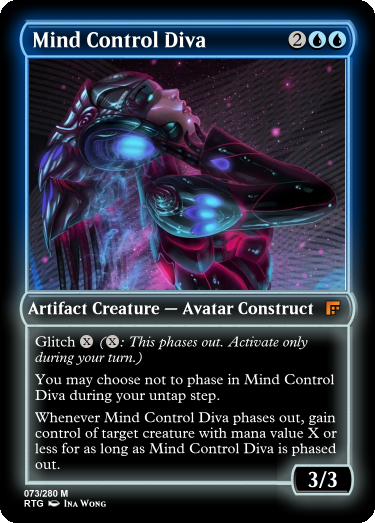 Mind Control Diva 2
Artifact Creature — Avatar Construct
Glitch X (X: This phases out. Activate only
during your turn.)
You may choose not to phase in Mind Control
Diva during your untap step.
Whenever Mind Control Diva phases out, gain
control of target creature with mana value X or
less for as long as Mind Control Diva is phased
out.
3/3
073/280 M
RTG Ina Wong